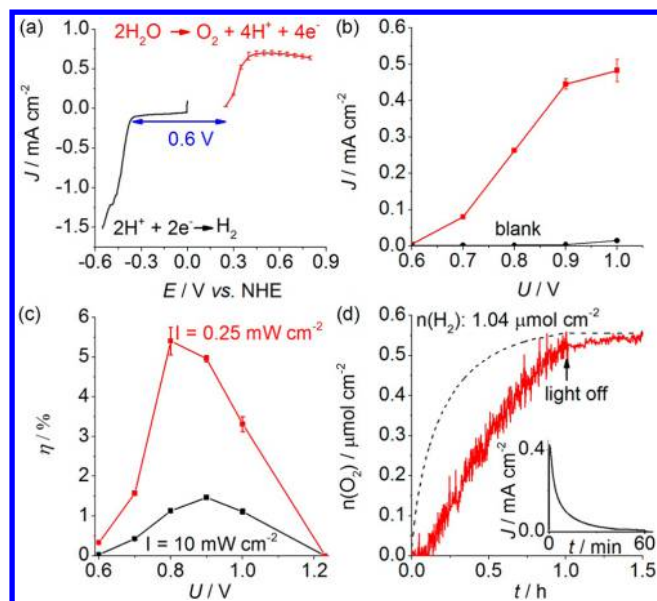 (a)
2H₂O → O₂ + 4H⁺ + 4e⁻
1.0
0.5
0.0
-0.5
-1.0
-1.5
J / mA cm⁻²
0.6 V
2H⁺ + 2e⁻→H₂
-0.6 -0.3 0.0 0.3 0.6 0.9
E / V vs. NHE
(b)
0.6
0.5
0.4
0.3
0.2
0.1
0.0
J / mA cm⁻²
blank
0.6 0.7 0.8 0.9 1.0
U / V
(c)
6
5
4
3
2
1
0
η / %
I = 0.25 mW cm⁻²
I = 10 mW cm⁻²
0.6 0.8 1.0 1.2
U / V
(d)
n(H₂): 1.04 μmol cm⁻²
0.6
0.5
0.4
0.3
0.2
0.1
0.0
n(O₂) / μmol cm⁻²
light off
0.4
0.0
J / mA cm⁻²
0 60
t / min
0.0 0.5 1.0 1.5
t / h